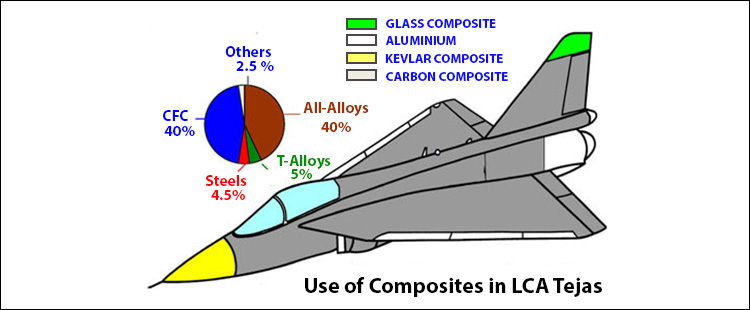 GLASS COMPOSITE
ALUMINIUM
KEVLAR COMPOSITE
CARBON COMPOSITE
Others
2.5 %
CFC
40%
All-Alloys
40%
T-Alloys
5%
Steels
4.5%
Use of Composites in LCA Tejas